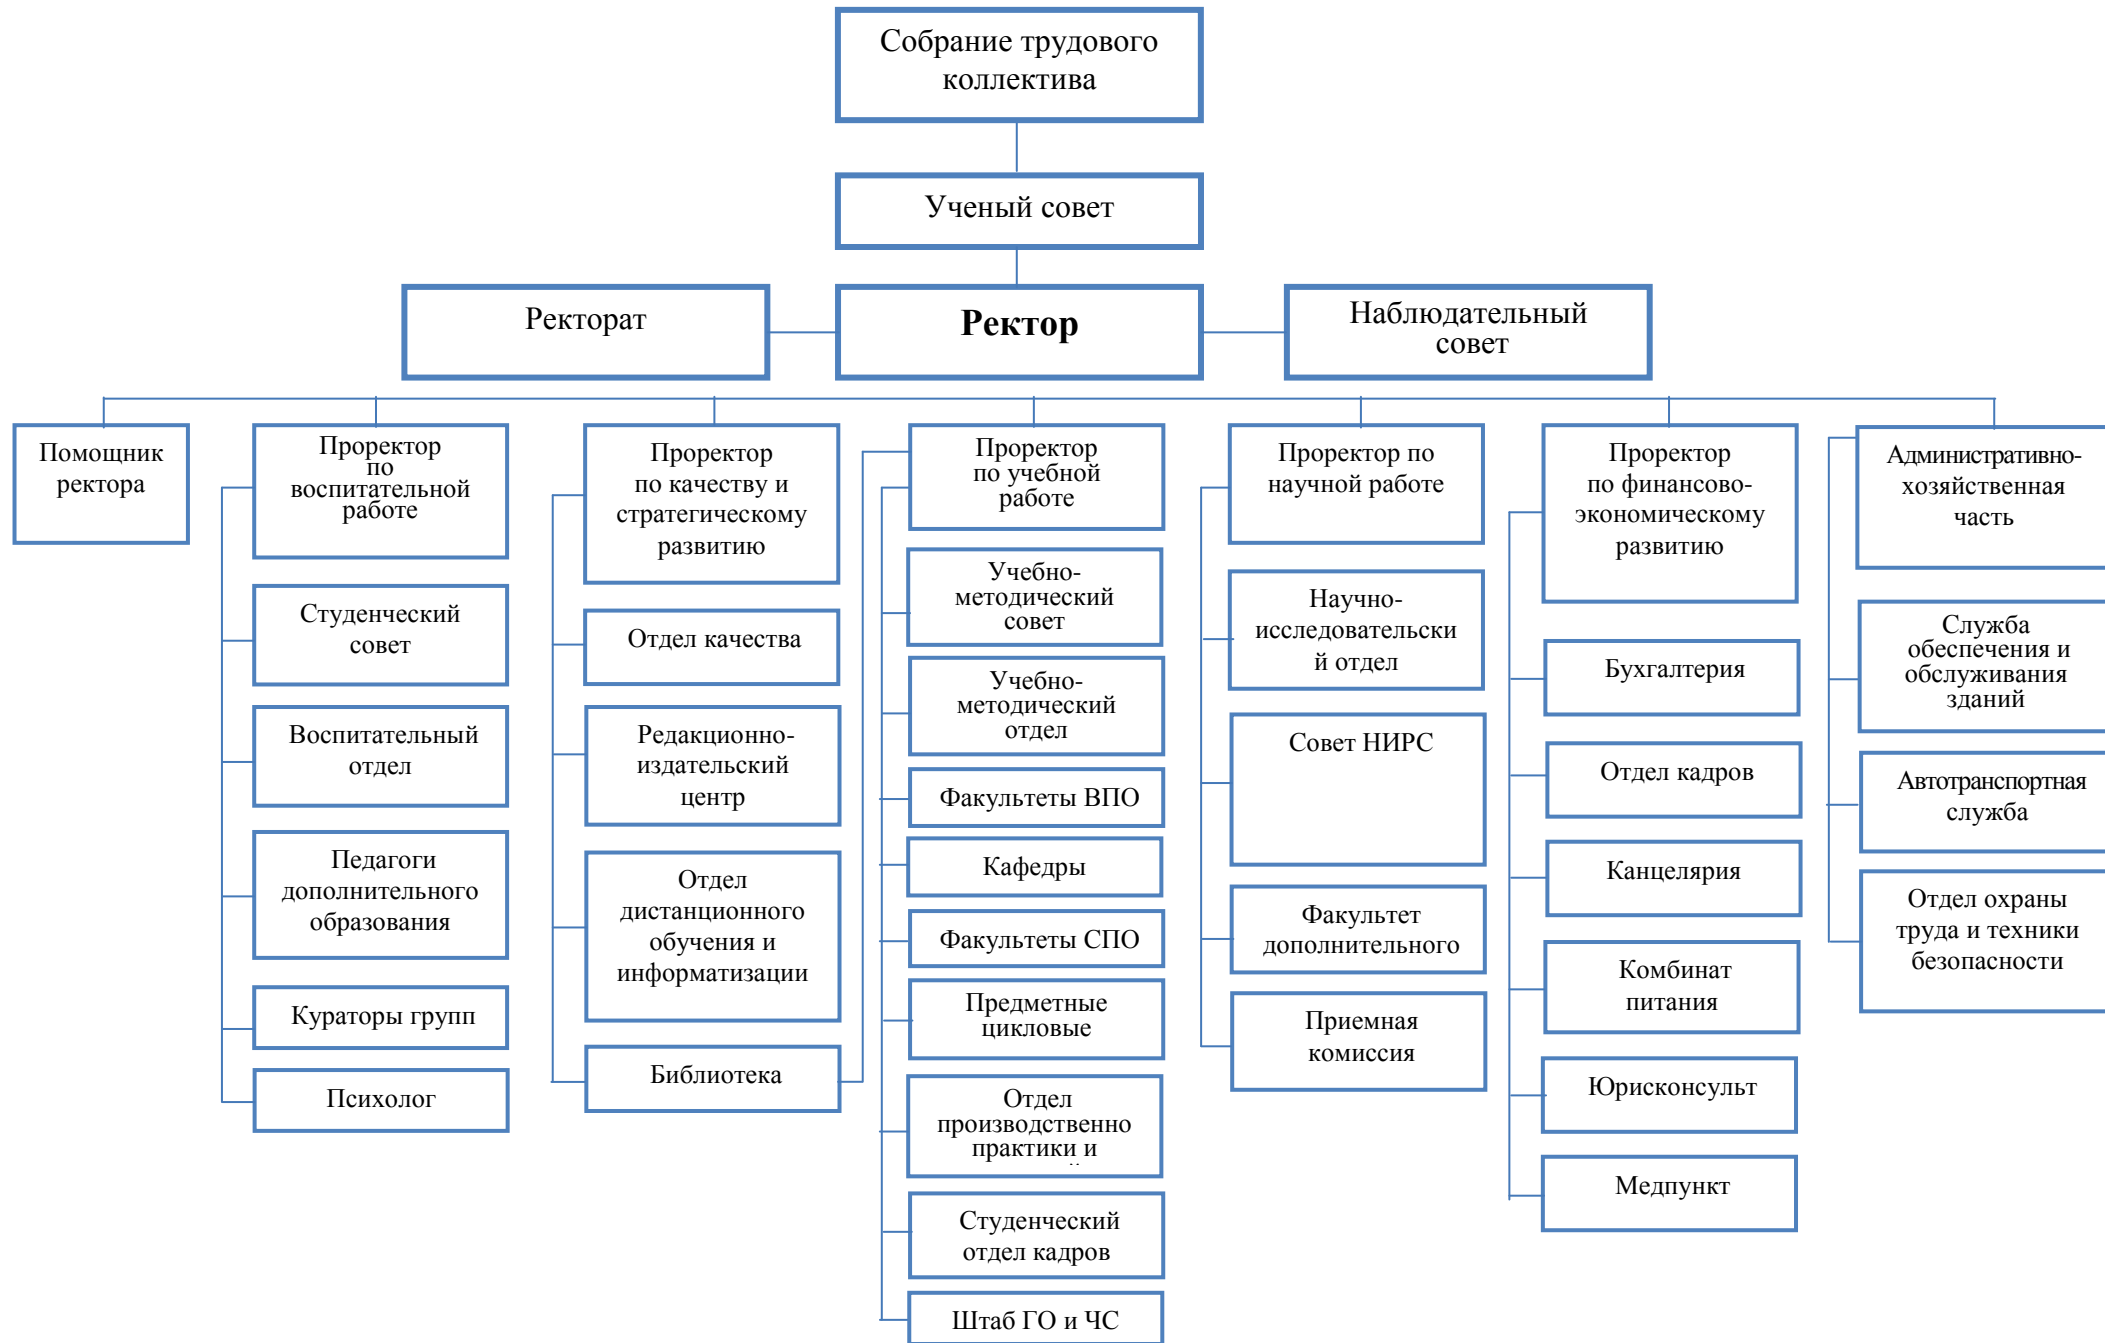 Собрание трудового
коллектива
Ученый совет
Ректорат
Ректор
Наблюдательный
совет
Помощник
ректора
Проректор
по
воспитательной
работе
Студенческий
совет
Воспитательный
отдел
Педагоги
дополнительного
образования
Кураторы групп
Психолог
Проректор
по качеству и
стратегическому
развитию
Отдел качества
Редакционно-
издательский
центр
Отдел
дистанционного
обучения и
информатизации
Библиотека
Проректор
по учебной
работе
Учебно-
методический
совет
Учебно-
методический
отдел
Факультеты ВПО
Кафедры
Факультеты СПО
Предметные
цикловые
Отдел
производственно
практики и
Студенческий
отдел кадров
Штаб ГО и ЧС
Проректор по
научной работе
Научно-
исследовательски
й отдел
Совет НИРС
Факультет
дополнительного
Приемная
комиссия
Проректор
по финансово-
экономическому
развитию
Бухгалтерия
Отдел кадров
Канцелярия
Комбинат
питания
Юрисконсульт
Медпункт
Административно-
хозяйственная
часть
Служба
обеспечения и
обслуживания
зданий
Автотранспортная
служба
Отдел охраны
труда и техники
безопасности